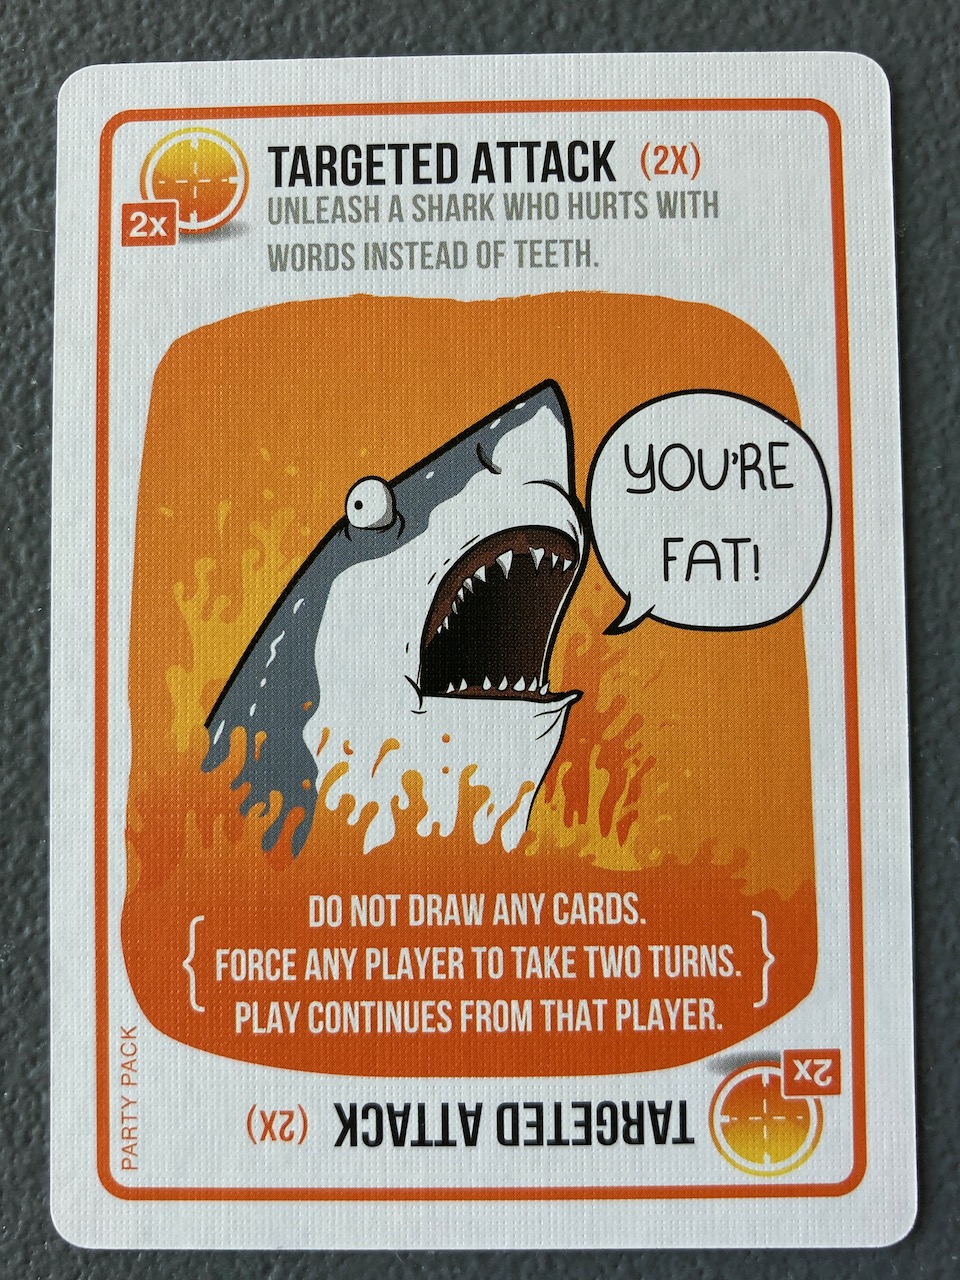 TARGETED ATTACK (2X)
2x
UNLEASH A SHARK WHO HURTS WITH
WORDS INSTEAD OF TEETH.
YOU'RE
FAT!
DO NOT DRAW ANY CARDS.
FORCE ANY PLAYER TO TAKE TWO TURNS.
PLAY CONTINUES FROM THAT PLAYER.
PARTY PACK
2x
TARGETED ATTACK (2X)